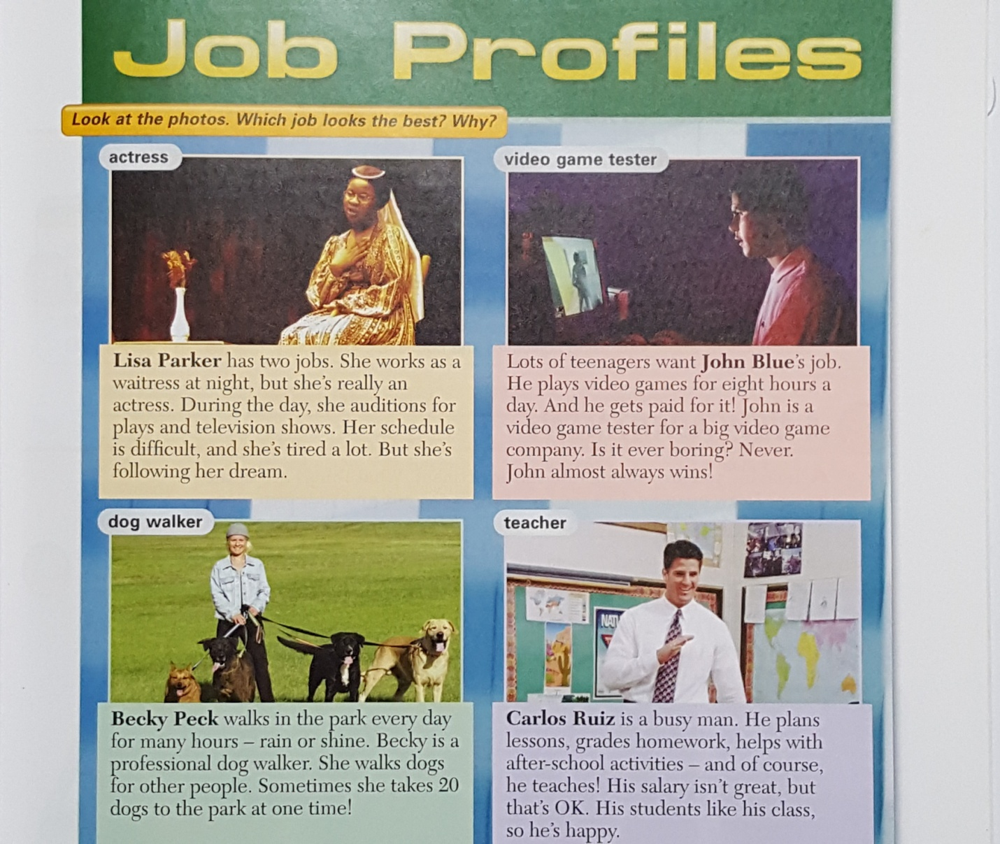 Job Profiles
Look at the photos. Which job looks the best? Why?
actress
Lisa Parker has two jobs. She works as a
waitress at night, but she's really an
actress. During the day, she auditions for
plays and television shows. Her schedule
is difficult, and she's tired a lot. But she's
following her dream.
video game tester
Lots of teenagers want John Blue's job.
He plays video games for eight hours a
day. And he gets paid for it! John is a
video game tester for a big video game
company. Is it ever boring? Never.
John almost always wins!
dog walker
Becky Peck walks in the park every day
for many hours – rain or shine. Becky is a
professional dog walker. She walks dogs
for other people. Sometimes she takes 20
dogs to the park at one time!
teacher
NAT
Carlos Ruiz is a busy man. He plans
lessons, grades homework, helps with
after-school activities – and of course,
he teaches! His salary isn't great, but
that's OK. His students like his class,
so he's happy.